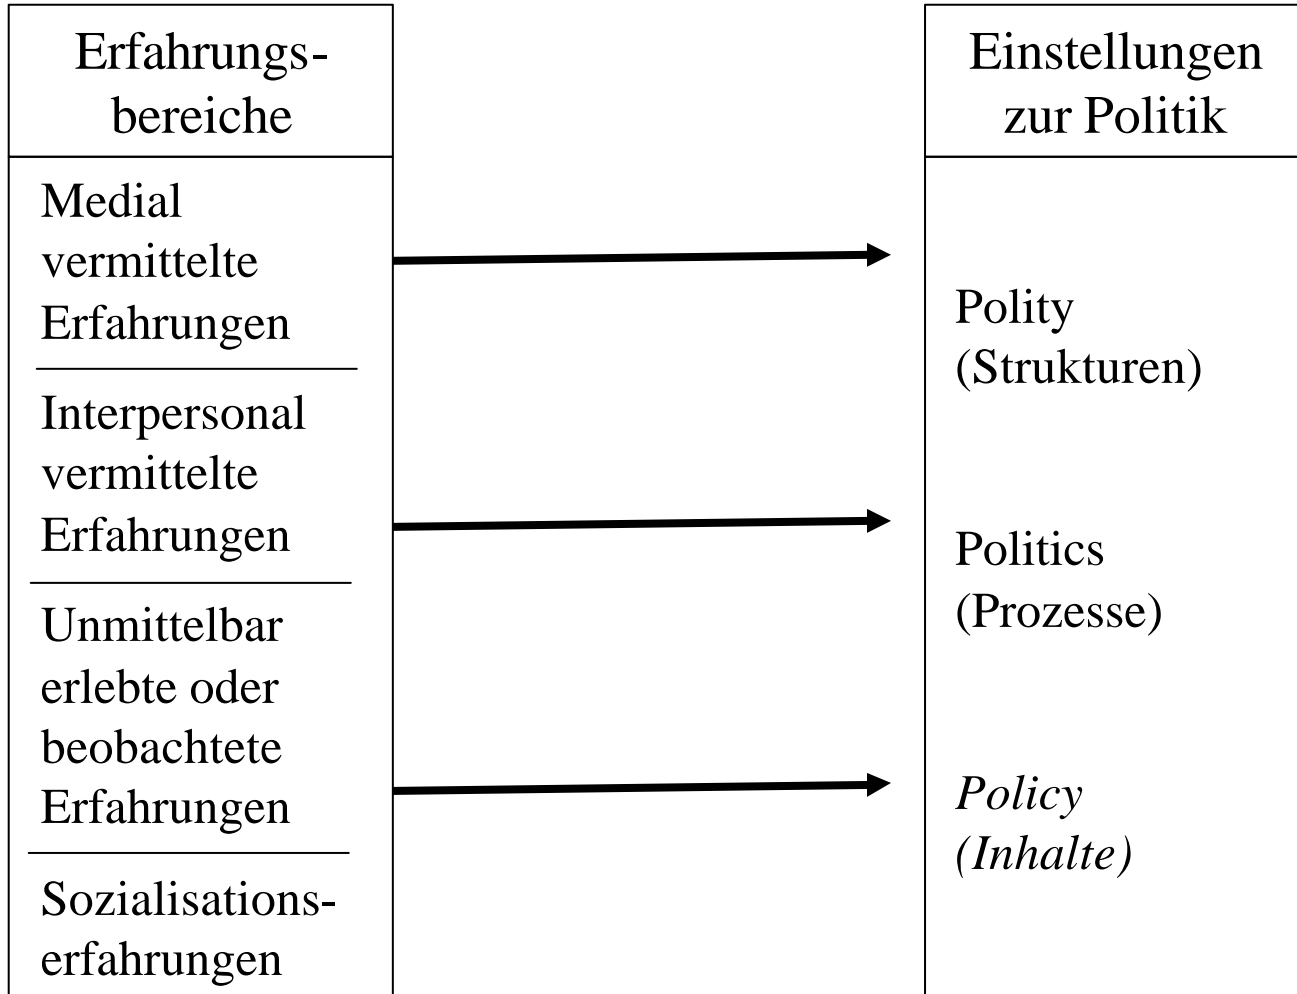 Erfahrungs-
bereiche
Medial
vermittelte
Erfahrungen
Interpersonal
vermittelte
Erfahrungen
Unmittelbar
erlebte oder
beobachtete
Erfahrungen
Sozialisations-
erfahrungen
Einstellungen
zur Politik
Polity
(Strukturen)
Politics
(Prozesse)
Policy
(Inhalte)